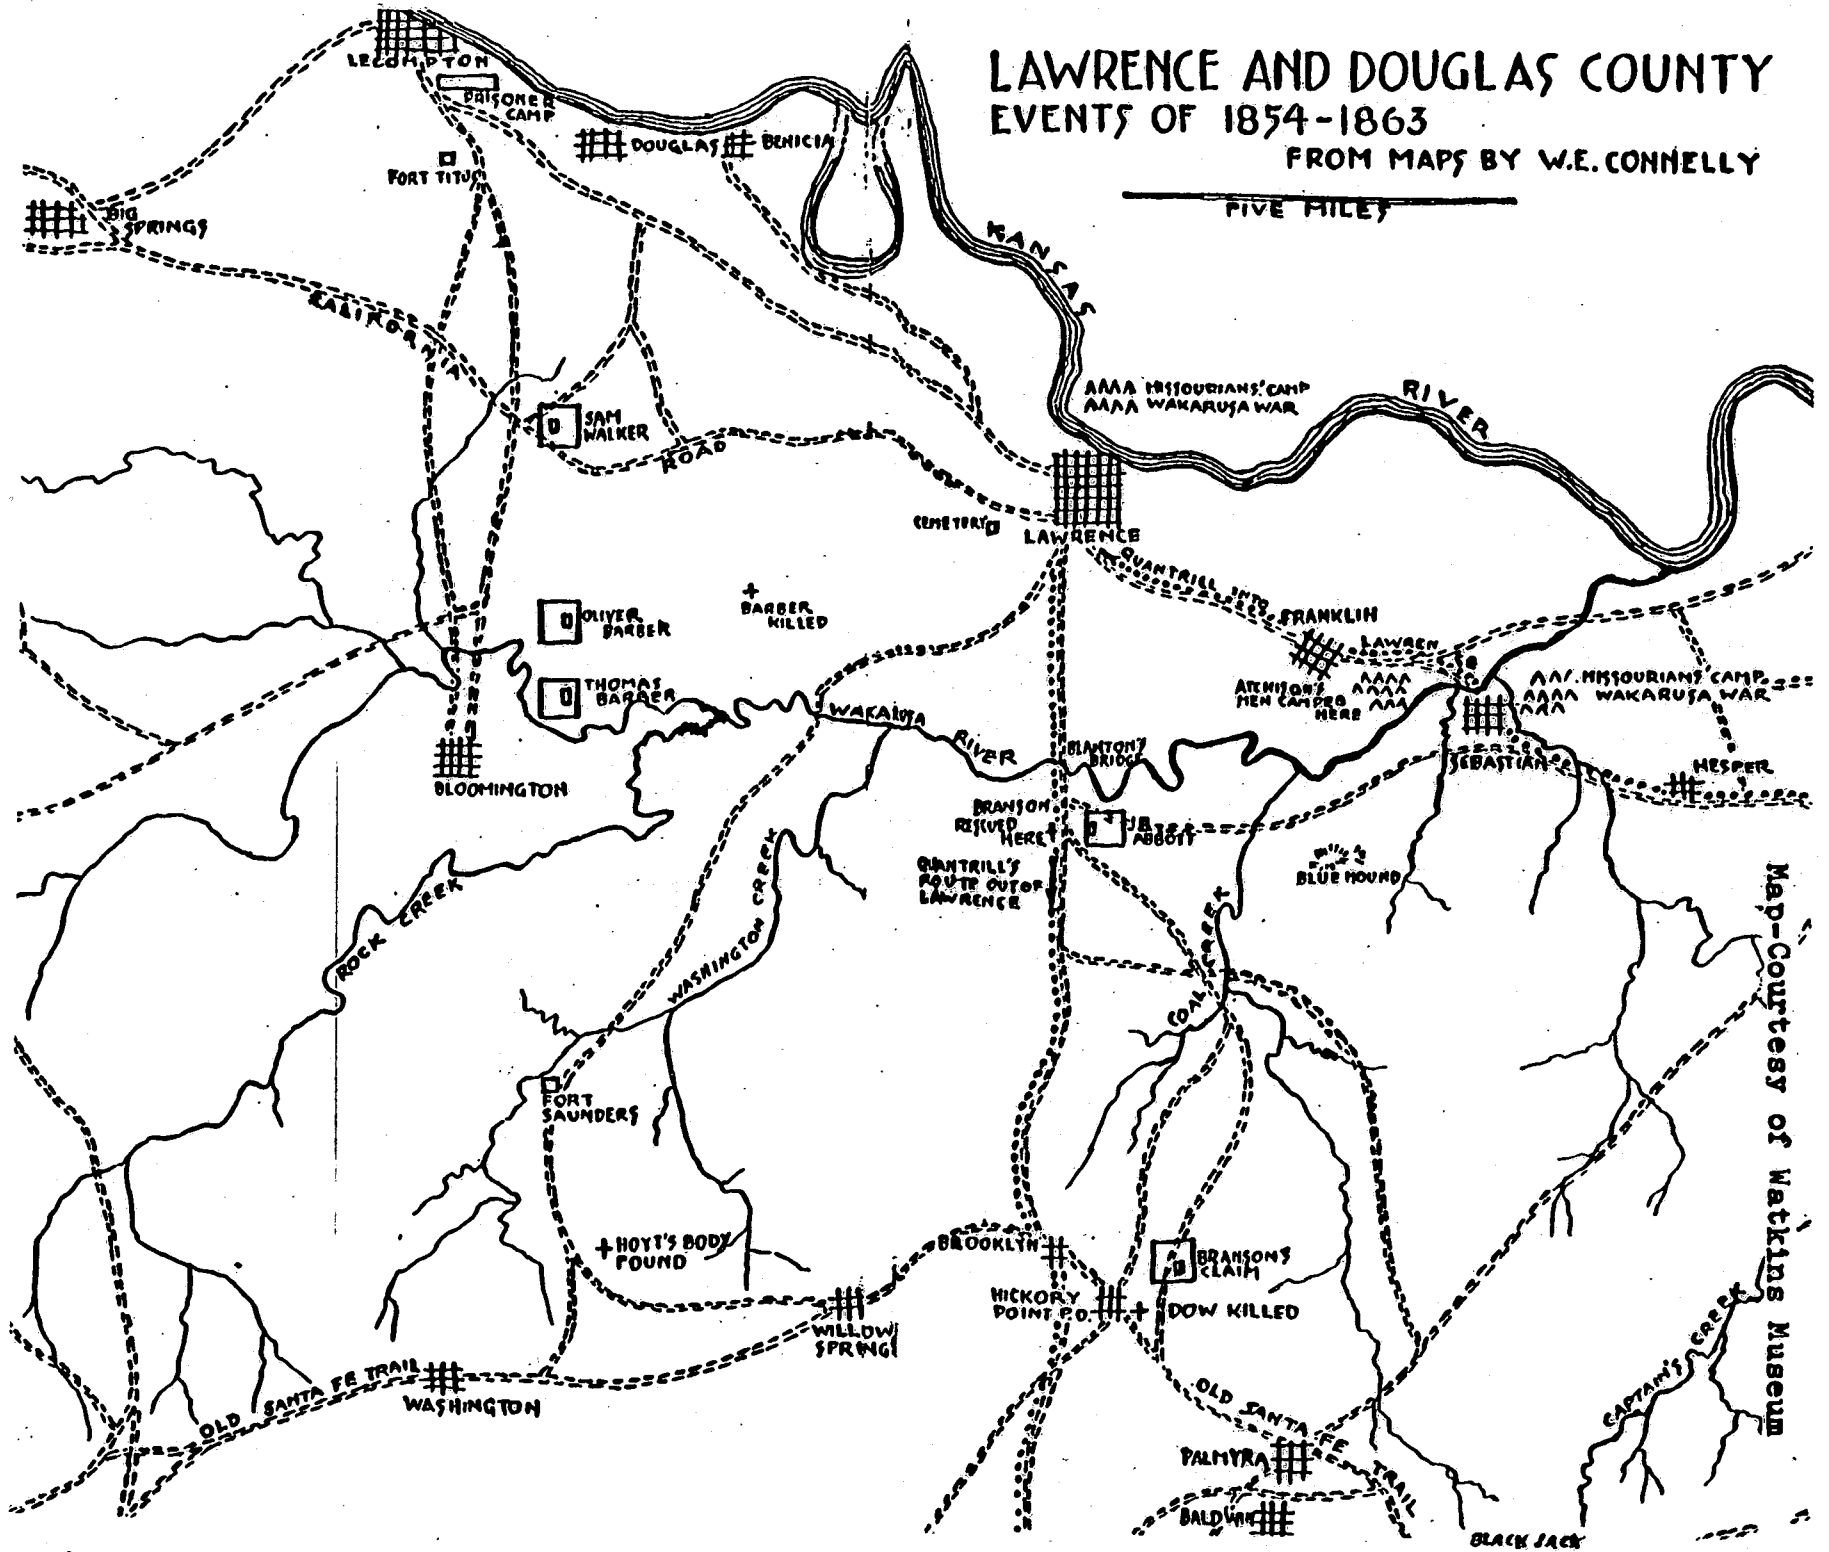 LAWRENCE AND DOUGLAS COUNTY
EVENTS OF 1854-1863
FROM MAPS BY W.E. CONNELLY
FIVE MILES
LECOMPTON
PRISONER
CAMP
DOUGLAS
BENICIA
FORT TITUS
BIG
SPRINGS
KANSAS
RIVER
CALIFORNIA
ROAD
SAM
WALKER
MISSOURIANS' CAMP
WAKARUSA WAR
CEMETERY
LAWRENCE
QUANTRILL INTO
LAWREN
FRANKLIN
OLIVER
BARBER
BARBER
KILLED
THOMAS
BARBER
ATCHISON'S
MEN CAMPED
HERE
MISSOURIANS CAMP
WAKARUSA WAR
WAKARUSA
RIVER
BLANTON'S
BRIDGE
SEBASTIAN
HESPER
BLOOMINGTON
BRANSON
RESCUED
HERE
J.B.
ABBOTT
BLUE MOUND
QUANTRILL'S
ROUTE OUT OF
LAWRENCE
ROCK CREEK
WASHINGTON CREEK
COAL CREEK
Map-Courtesy of Watkins Museum
FORT
SAUNDERS
HOYT'S BODY
FOUND
BROOKLYN
BRANSON'S
CLAIM
HICKORY
POINT P.O.
DOW KILLED
WILLOW
SPRINGS
OLD SANTA FE TRAIL
WASHINGTON
OLD SANTA FE TRAIL
CAPTAIN'S CREEK
PALMYRA
BALDWIN
BLACK JACK